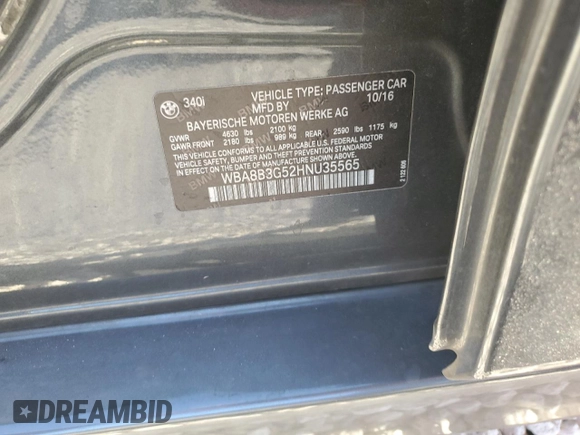 340i VEHICLE TYPE: PASSENGER CAR
MFD BY 10/16
BAYERISCHE MOTOREN WERKE AG
GVWR 4630 lbs 2100 kg
GAWR FRONT 2180 lbs 989 kg REAR 2590 lbs 1175 kg
THIS VEHICLE CONFORMS TO ALL APPLICABLE FEDERAL MOTOR
VEHICLE SAFETY, BUMPER, AND THEFT PREVENTION STANDARDS
IN EFFECT ON THE DATE OF MANUFACTURE SHOWN ABOVE.
WBA8B3G52HNU35565
DREAMBID